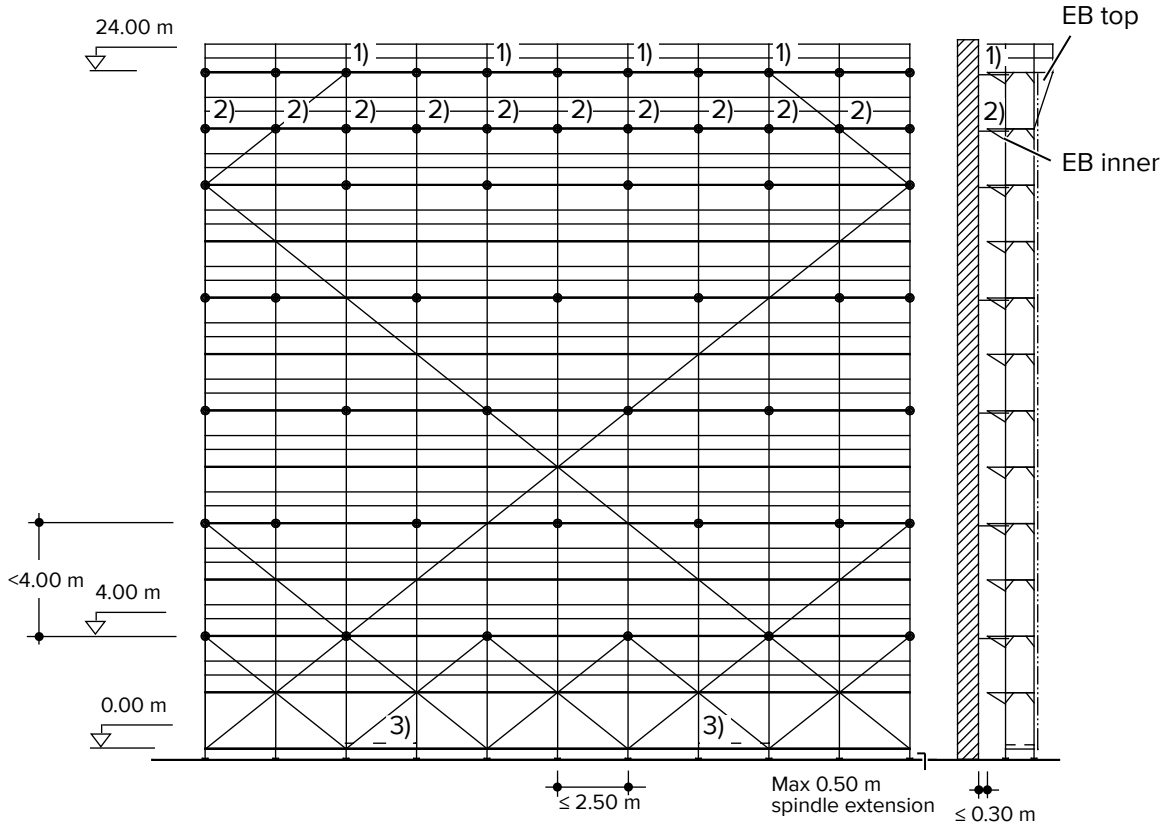 24.00 m
EB top
1) 1) 1) 1) 1)
2) 2) 2) 2) 2) 2) 2) 2) 2) 2) 2)
EB inner
<4.00 m
4.00 m
0.00 m
3) 3)
≤ 2.50 m
Max 0.50 m
spindle extension
≤ 0.30 m